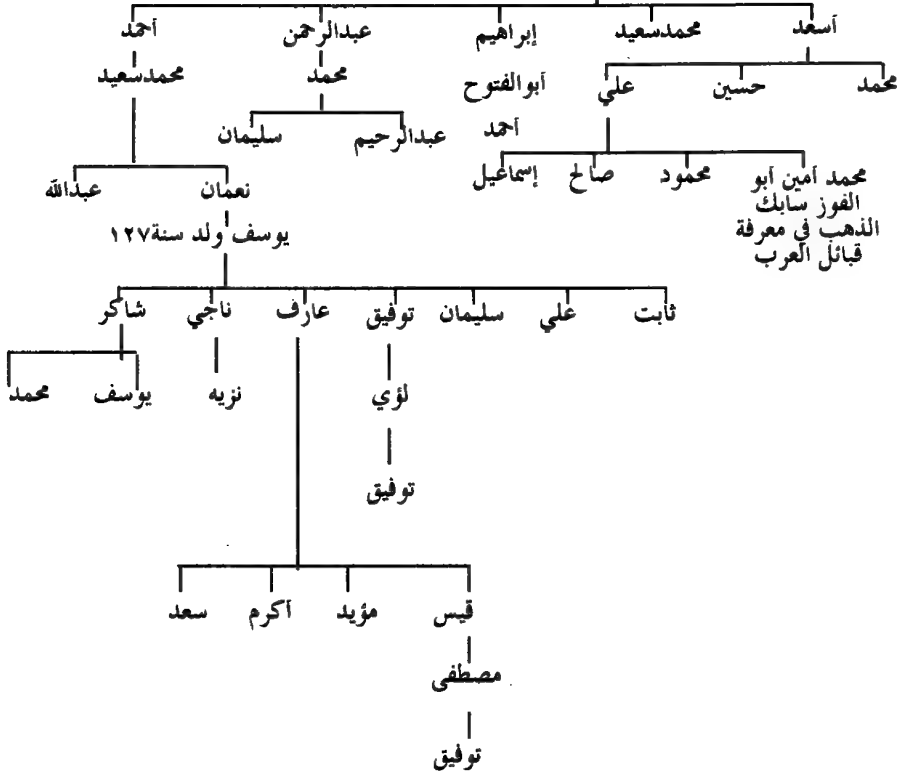 أسعد
محمدسعيد
إبراهيم
عبدالرحمن
أحمد
محمد
حسين
علي
أبوالفتوح
محمد
محمدسعيد
أحمد
عبدالرحيم
سليمان
محمد أمين أبو
الفوز سابك
الذهب في معرفة
قبائل العرب
محمود
صالح
إسماعيل
نعمان
عبدالله
يوسف ولد سنة١٢٧
ثابت
علي
سليمان
توفيق
عارف
ناجي
شاكر
لؤي
نزيه
يوسف
محمد
توفيق
قيس
مؤيد
أكرم
سعد
مصطفى
توفيق